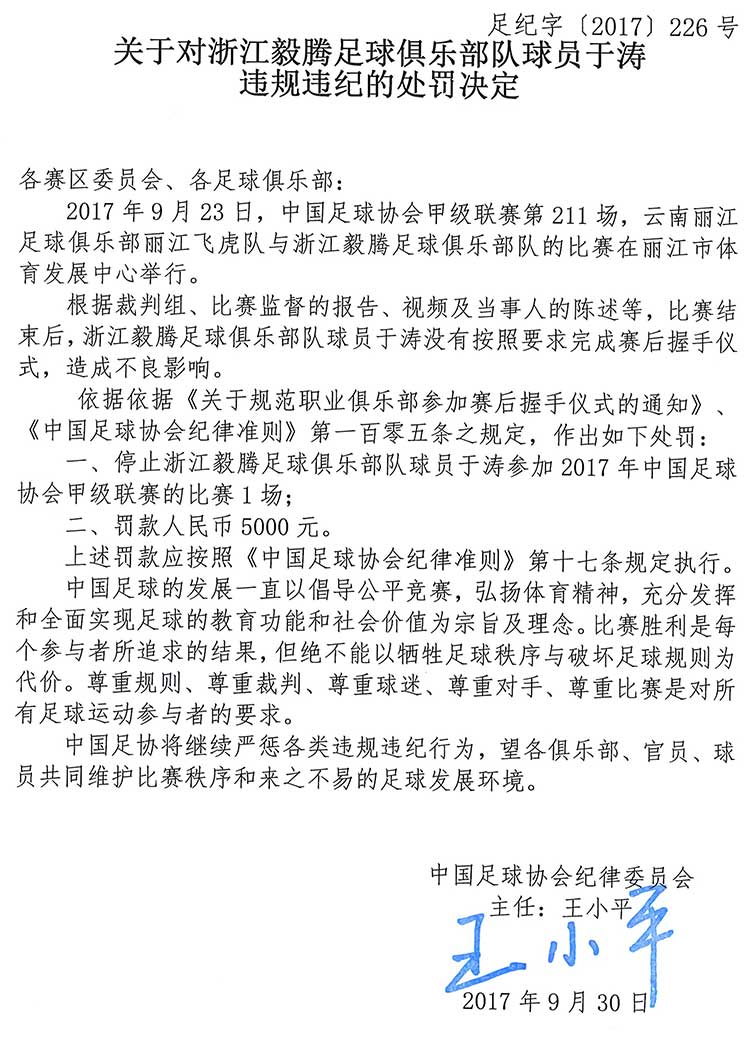 足纪字〔2017〕226 号
关于对浙江毅腾足球俱乐部队球员于涛
违规违纪的处罚决定
各赛区委员会、各足球俱乐部：
2017 年 9 月 23 日，中国足球协会甲级联赛第 211 场，云南丽江
足球俱乐部丽江飞虎队与浙江毅腾足球俱乐部队的比赛在丽江市体
育发展中心举行。
根据裁判组、比赛监督的报告、视频及当事人的陈述等，比赛结
束后，浙江毅腾足球俱乐部队球员于涛没有按照要求完成赛后握手仪
式，造成不良影响。
依据依据《关于规范职业俱乐部参加赛后握手仪式的通知》、
《中国足球协会纪律准则》第一百零五条之规定，作出如下处罚：
一、停止浙江毅腾足球俱乐部队球员于涛参加 2017 年中国足球
协会甲级联赛的比赛 1 场；
二、罚款人民币 5000 元。
上述罚款应按照《中国足球协会纪律准则》第十七条规定执行。
中国足球的发展一直以倡导公平竞赛，弘扬体育精神，充分发挥
和全面实现足球的教育功能和社会价值为宗旨及理念。比赛胜利是每
个参与者所追求的结果，但绝不能以牺牲足球秩序与破坏足球规则为
代价。尊重规则、尊重裁判、尊重球迷、尊重对手、尊重比赛是对所
有足球运动参与者的要求。
中国足协将继续严惩各类违规违纪行为，望各俱乐部、官员、球
员共同维护比赛秩序和来之不易的足球发展环境。
中国足球协会纪律委员会
主任：王小平
王小平
2017 年 9 月 30 日